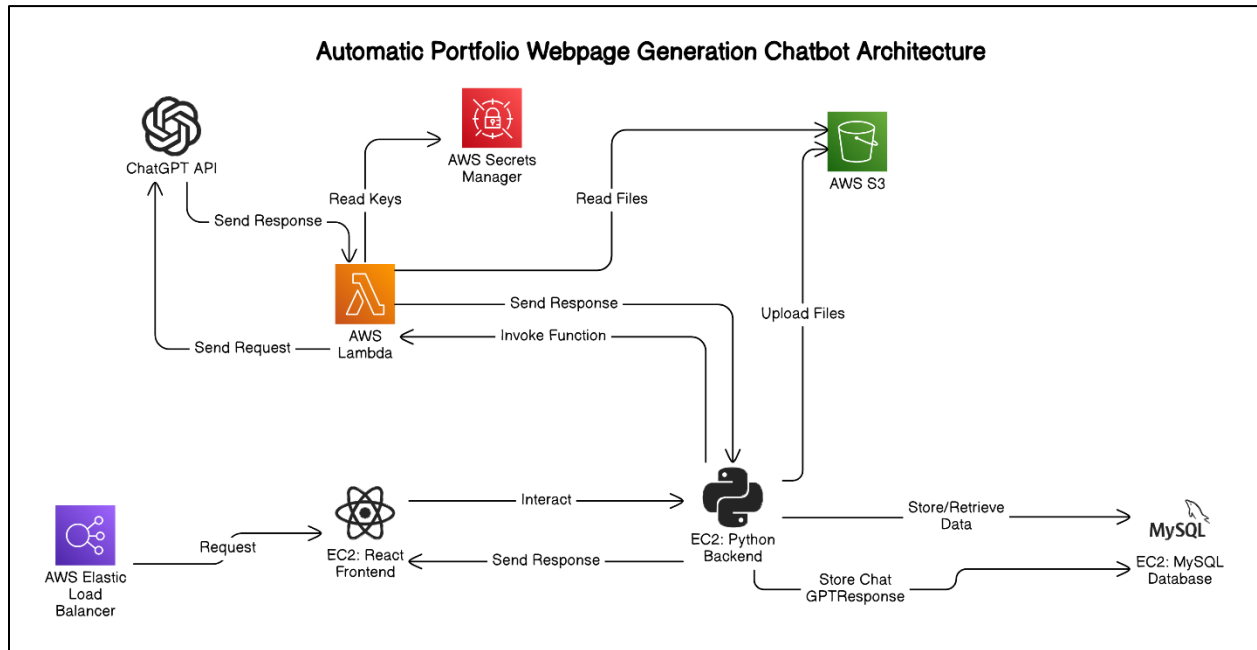 Automatic Portfolio Webpage Generation Chatbot Architecture
ChatGPT API
AWS Secrets
Manager
AWS S3
Read Keys
Read Files
Send Response
Send Response
Upload Files
AWS
Lambda
Invoke Function
Send Request
Interact
Store/Retrieve
Data
MySQL
Request
EC2: React
Frontend
Send Response
EC2: Python
Backend
EC2: MySQL
Database
AWS Elastic
Load
Balancer
Store Chat
GPTResponse